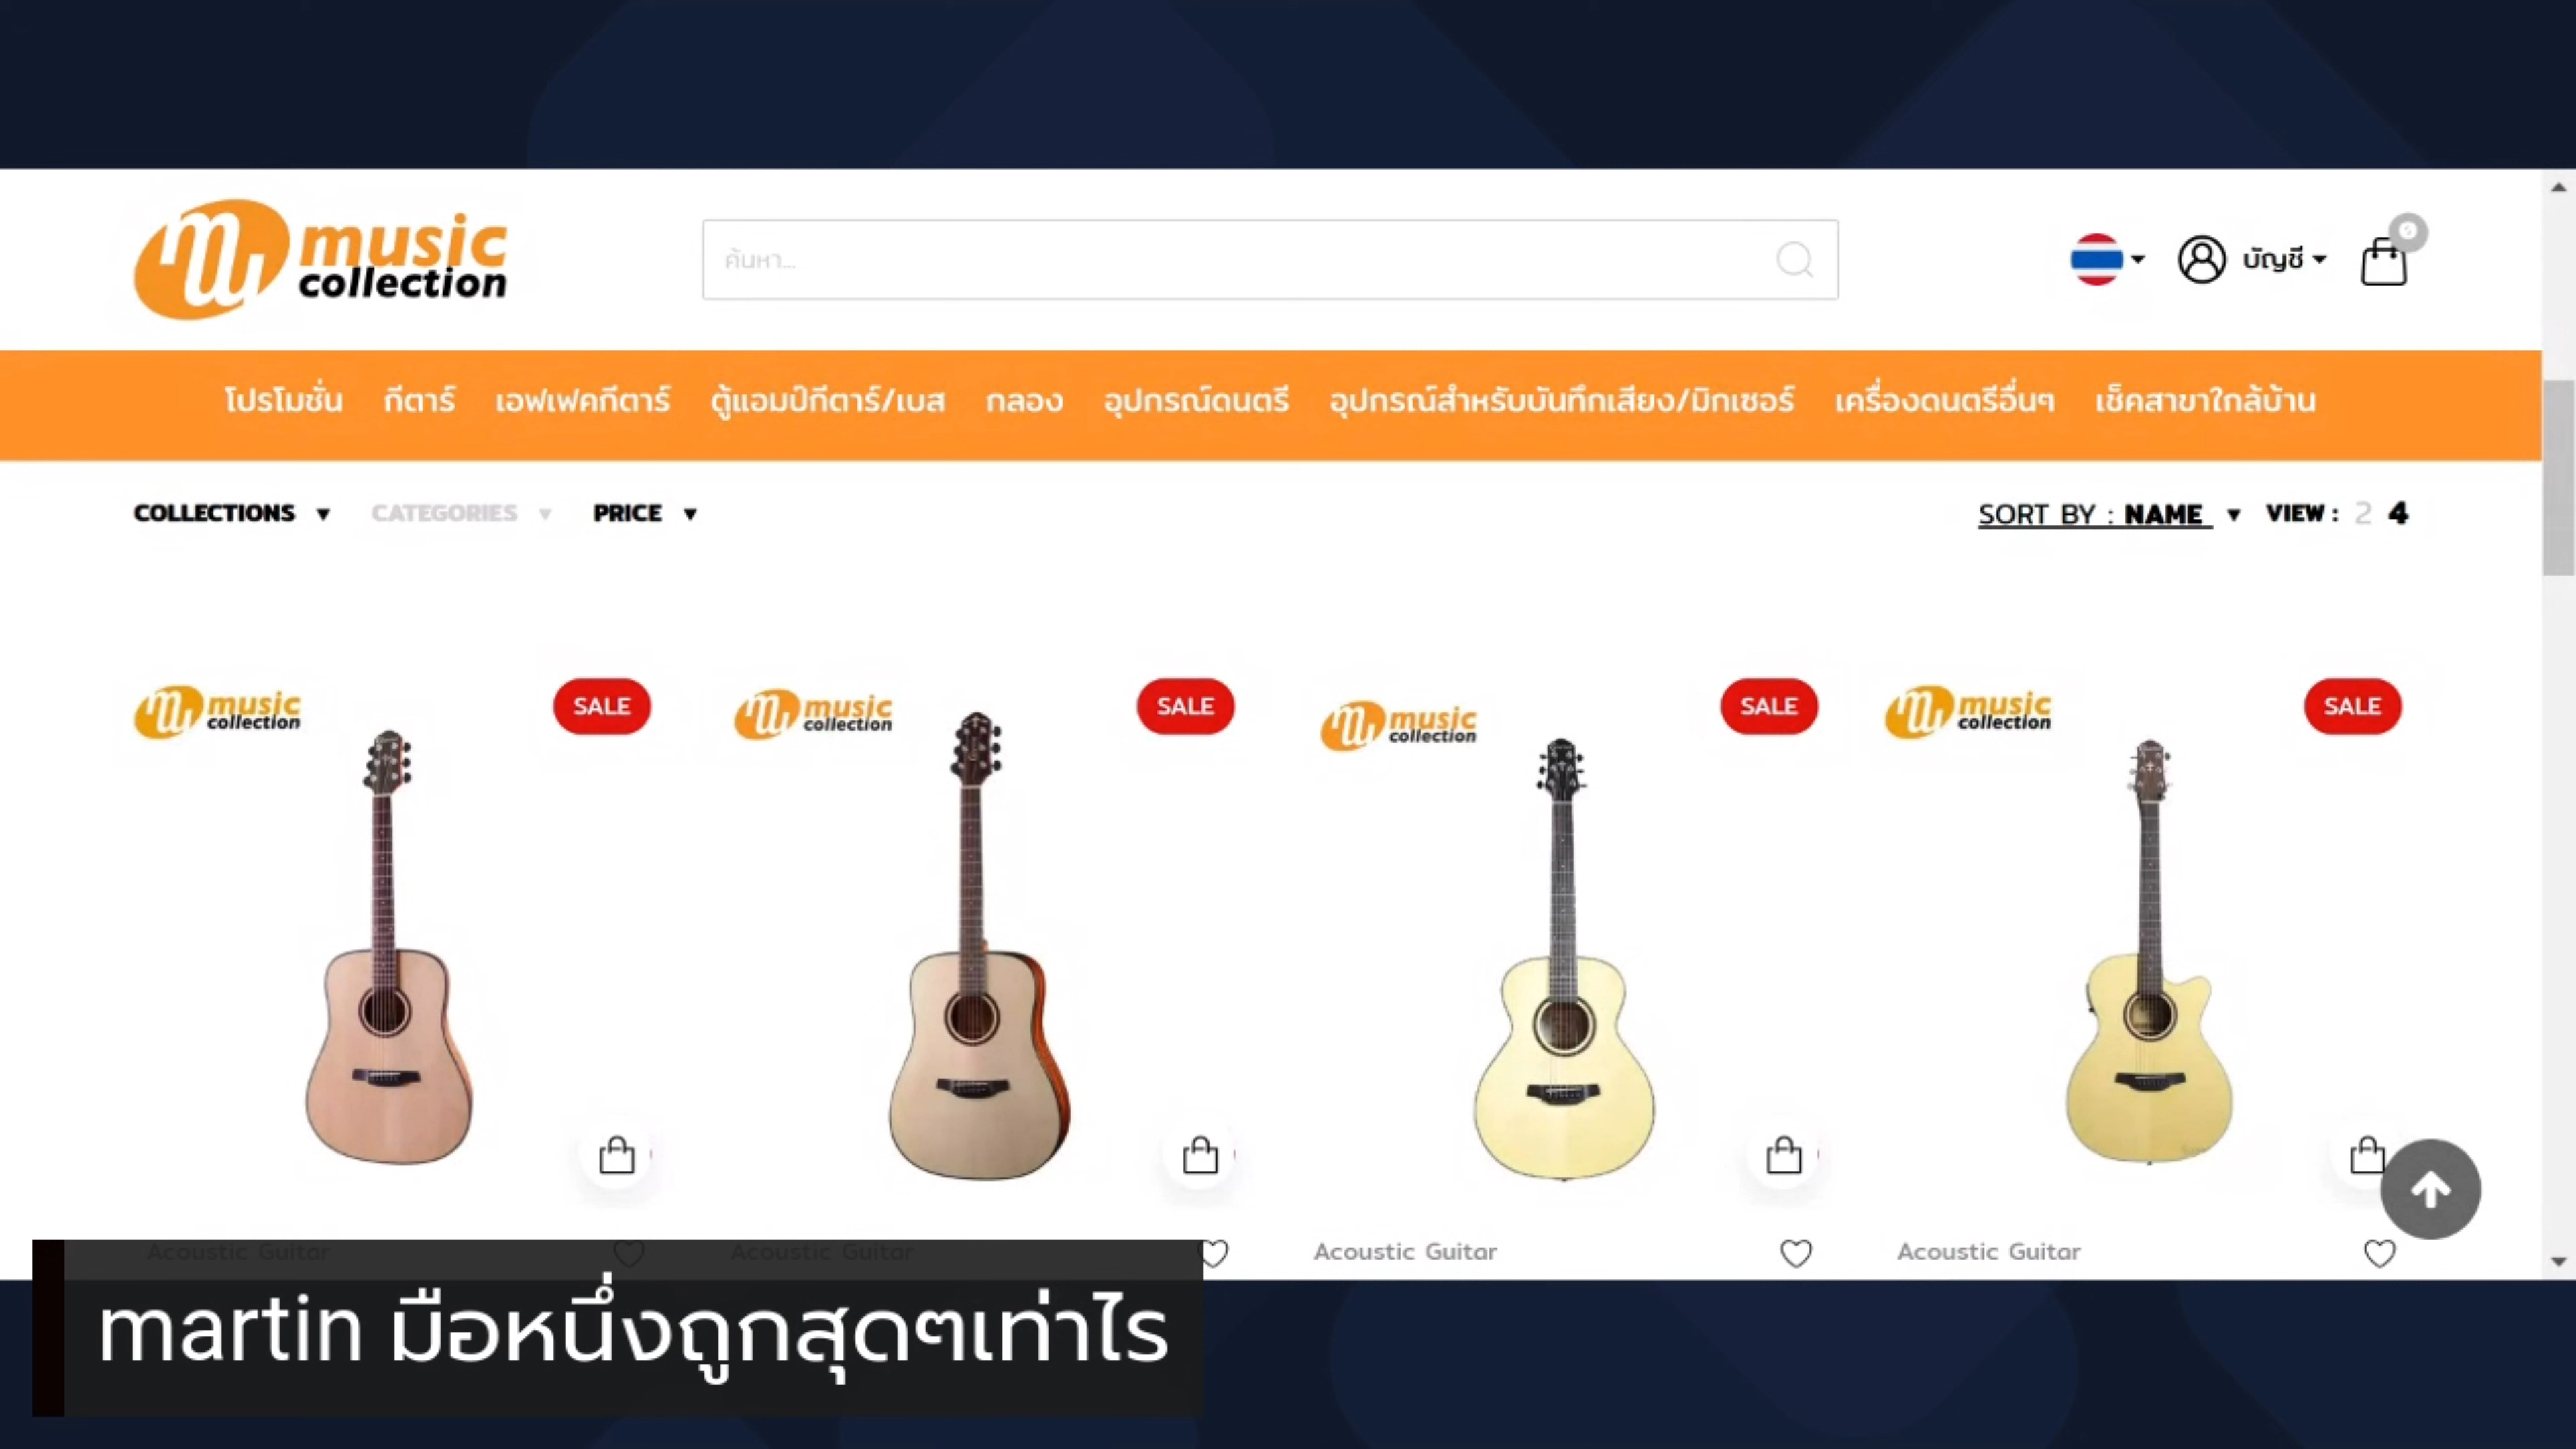 music
collection
ค้นหา...
บัญชี
0
โปรโมชั่น กีตาร์ เอฟเฟคกีตาร์ ตู้แอมป์กีตาร์/เบส กลอง อุปกรณ์ดนตรี อุปกรณ์สำหรับบันทึกเสียง/มิกเซอร์ เครื่องดนตรีอื่นๆ เช็คสาขาใกล้บ้าน
COLLECTIONS CATEGORIES PRICE SORT BY : NAME VIEW : 2 4
music collection SALE music collection SALE music collection SALE music collection SALE
Acoustic Guitar Acoustic Guitar Acoustic Guitar Acoustic Guitar
martin มือหนึ่งถูกสุดๆเท่าไร